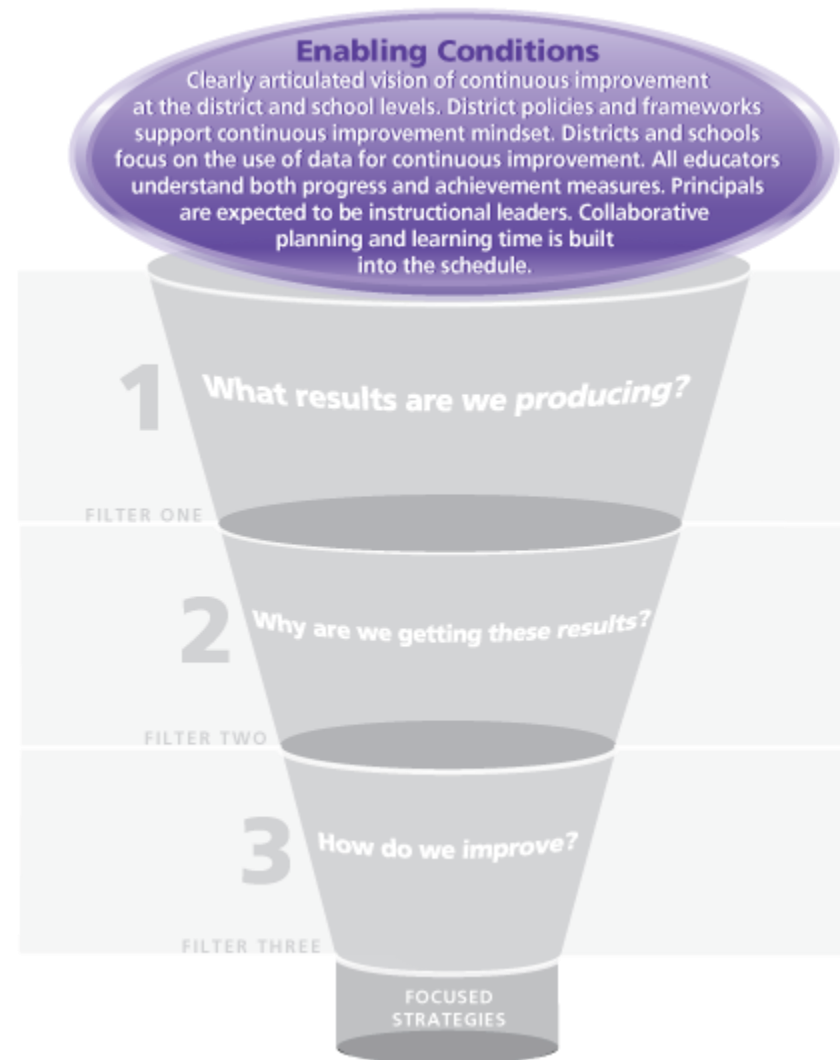 Enabling Conditions
Clearly articulated vision of continuous improvement
at the district and school levels. District policies and frameworks
support continuous improvement mindset. Districts and schools
focus on the use of data for continuous improvement. All educators
understand both progress and achievement measures. Principals
are expected to be instructional leaders. Collaborative
planning and learning time is built
into the schedule.
1
What results are we producing?
FILTER ONE
2
Why are we getting these results?
FILTER TWO
3
How do we improve?
FILTER THREE
FOCUSED
STRATEGIES